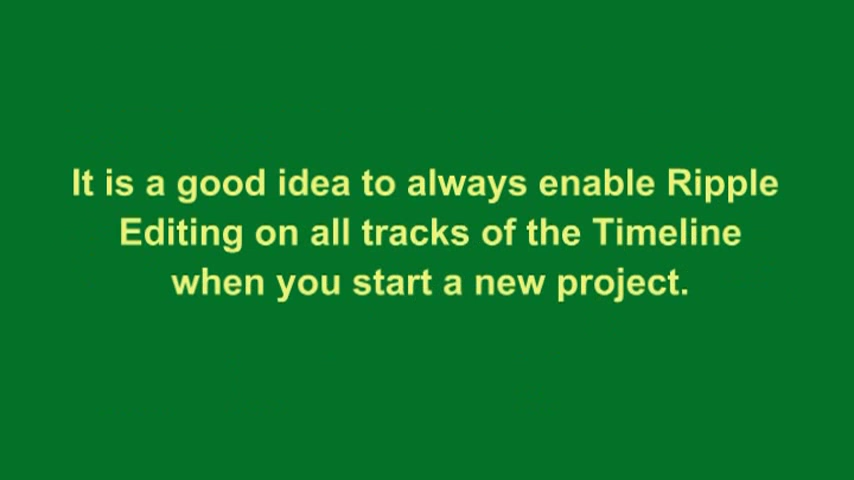 It is a good idea to always enable Ripple
Editing on all tracks of the Timeline
when you start a new project.